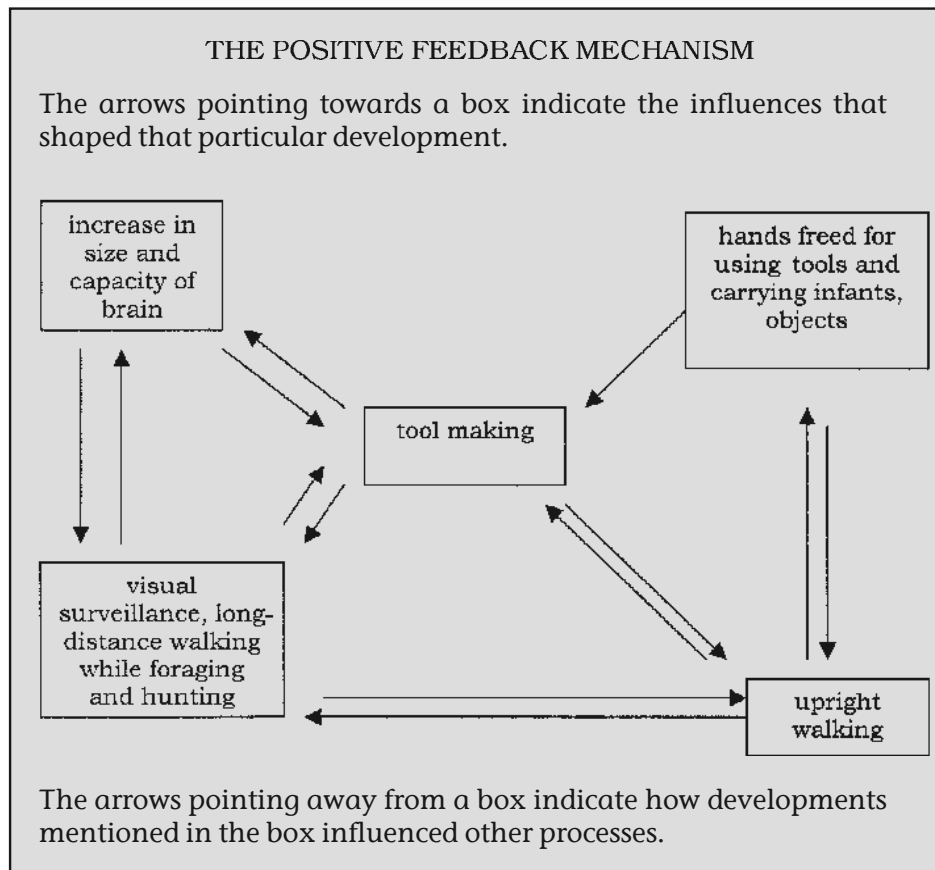 THE POSITIVE FEEDBACK MECHANISM
The arrows pointing towards a box indicate the influences that
shaped that particular development.
increase in
size and
capacity of
brain
hands freed for
using tools and
carrying infants,
objects
tool making
visual
surveillance, long-
distance walking
while foraging
and hunting
upright
walking
The arrows pointing away from a box indicate how developments
mentioned in the box influenced other processes.